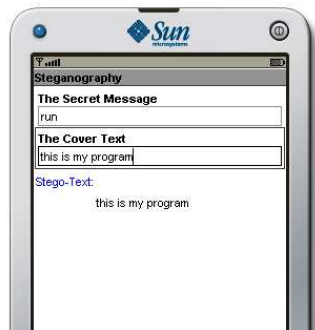 Sun
microsystems
Steganography
The Secret Message
run
The Cover Text
this is my program
Stego-Text:
this is my program